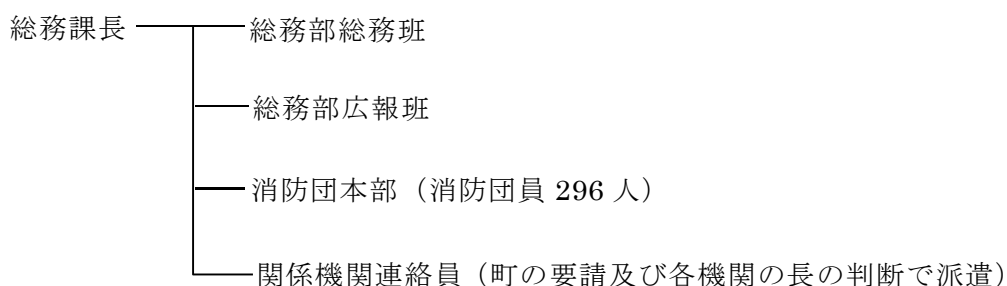 総務課長
総務部総務班
総務部広報班
消防団本部（消防団員 296 人）
関係機関連絡員（町の要請及び各機関の長の判断で派遣）